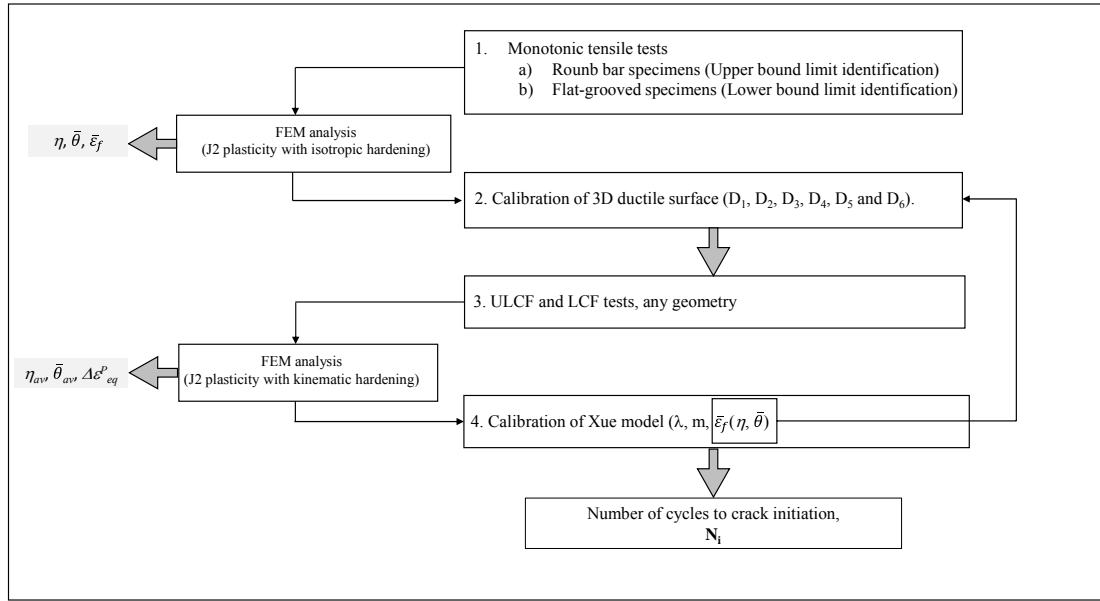 1. Monotonic tensile tests
a) Rounb bar specimens (Upper bound limit identification)
b) Flat-grooved specimens (Lower bound limit identification)
FEM analysis
(J2 plasticity with isotropic hardening)
η, θ̄, ε̄f
2. Calibration of 3D ductile surface (D1, D2, D3, D4, D5 and D6).
3. ULCF and LCF tests, any geometry
FEM analysis
(J2 plasticity with kinematic hardening)
ηav, θ̄av, Δεᴾeq
4. Calibration of Xue model (λ, m, ε̄f(η, θ̄)
Number of cycles to crack initiation,
Ni